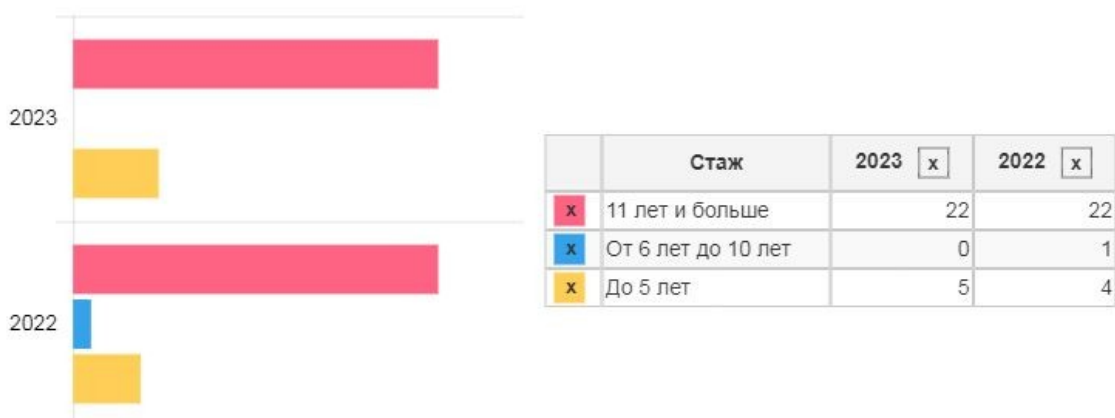 2023
2022
Стаж 2023 x 2022 x
x 11 лет и больше 22 22
x От 6 лет до 10 лет 0 1
x До 5 лет 5 4